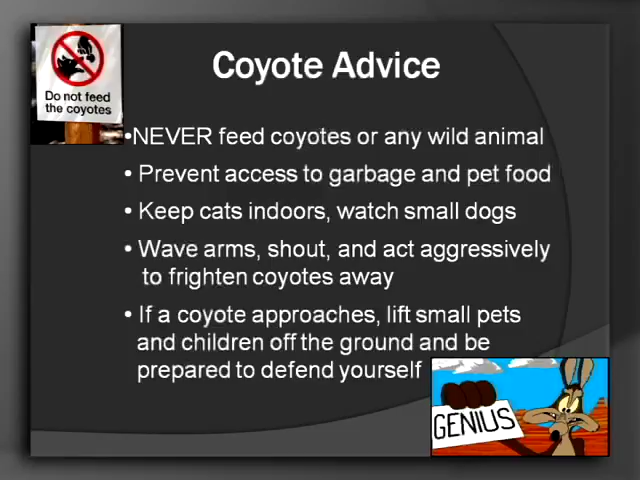 Do not feed
the coyotes
Coyote Advice
•NEVER feed coyotes or any wild animal
• Prevent access to garbage and pet food
• Keep cats indoors, watch small dogs
• Wave arms, shout, and act aggressively
to frighten coyotes away
• If a coyote approaches, lift small pets
and children off the ground and be
prepared to defend yourself
GENIUS